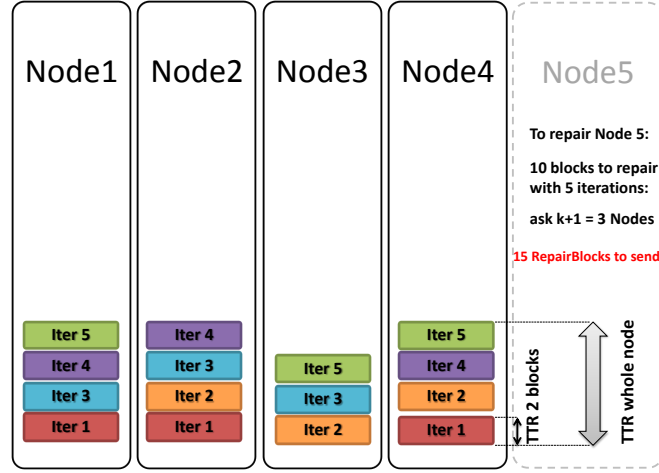 Node1
Node2
Node3
Node4
Node5
To repair Node 5:
10 blocks to repair
with 5 iterations:
ask k+1 = 3 Nodes
15 RepairBlocks to send
Iter 5
Iter 4
Iter 3
Iter 1
Iter 4
Iter 3
Iter 2
Iter 1
Iter 5
Iter 3
Iter 2
Iter 5
Iter 4
Iter 2
Iter 1
TTR 2 blocks
TTR whole node